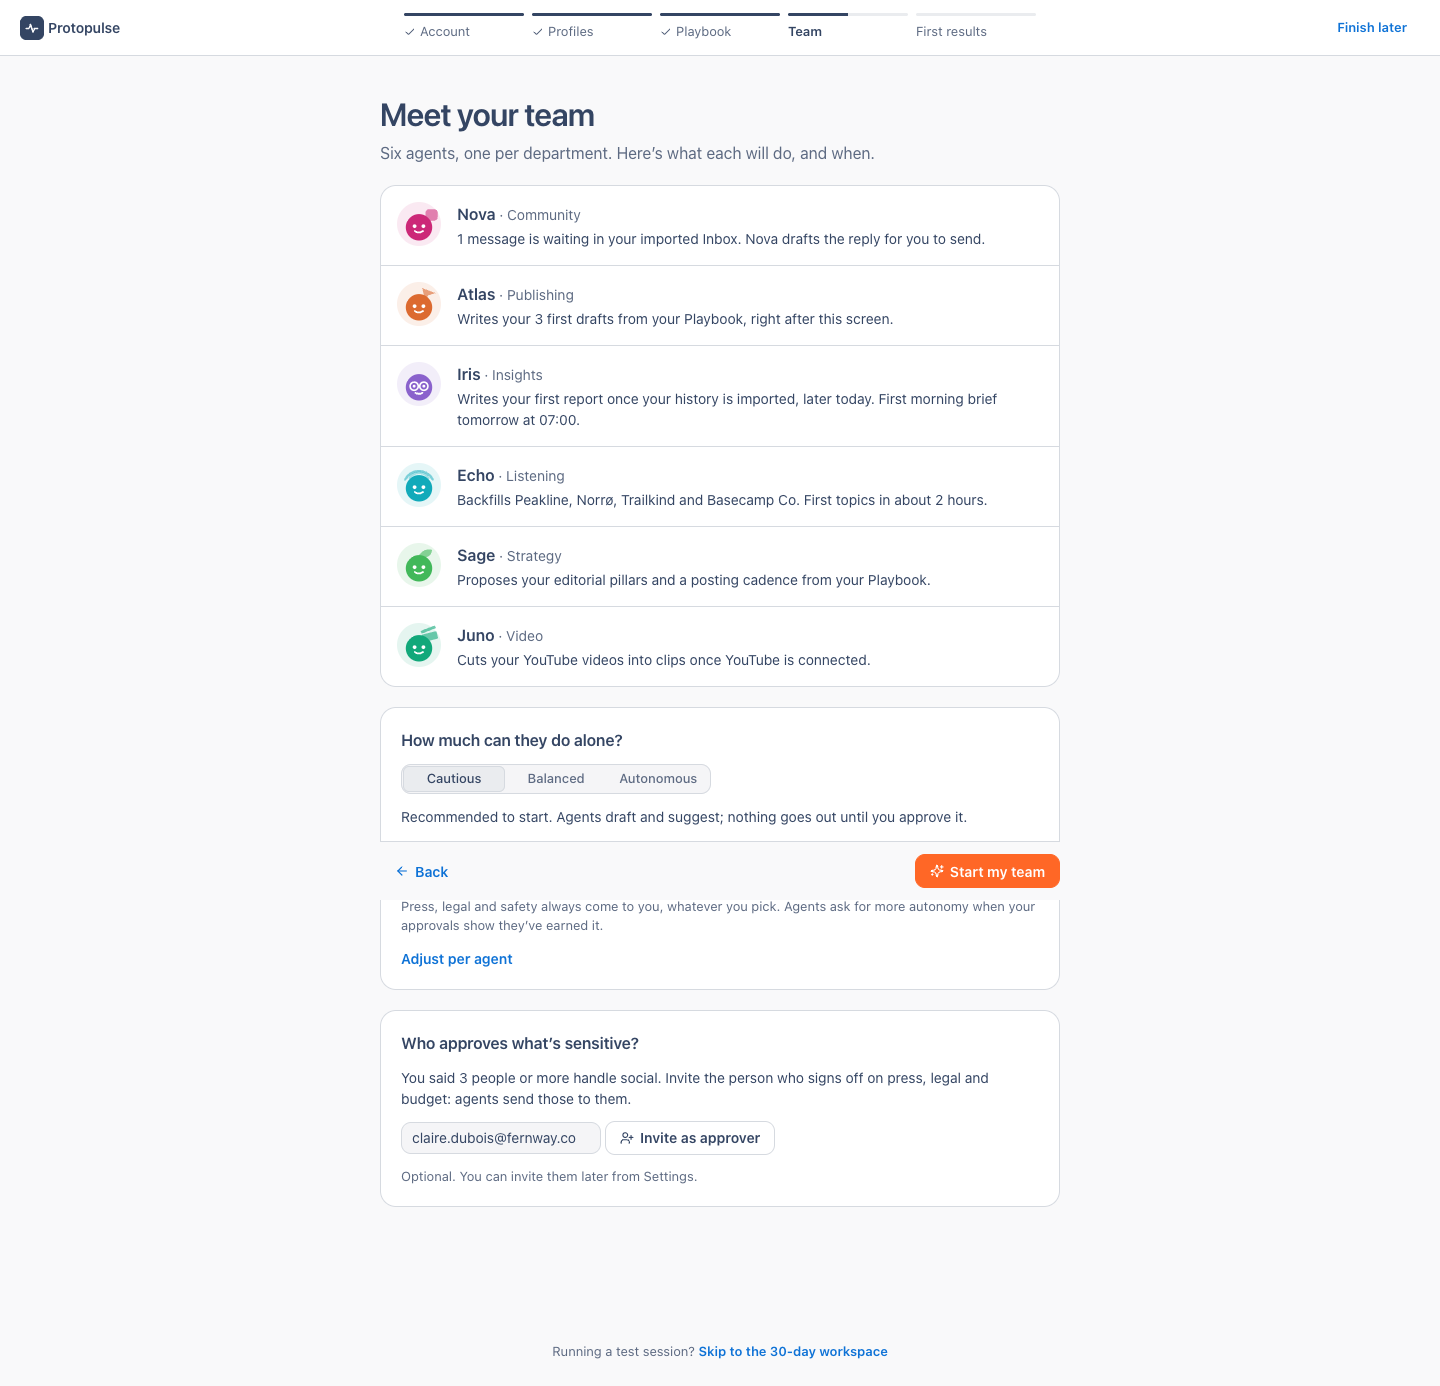 Protopulse
Account
Profiles
Playbook
Team
First results
Finish later
Meet your team
Six agents, one per department. Here’s what each will do, and when.
Nova · Community
1 message is waiting in your imported Inbox. Nova drafts the reply for you to send.
Atlas · Publishing
Writes your 3 first drafts from your Playbook, right after this screen.
Iris · Insights
Writes your first report once your history is imported, later today. First morning brief
tomorrow at 07:00.
Echo · Listening
Backfills Peakline, Norrø, Trailkind and Basecamp Co. First topics in about 2 hours.
Sage · Strategy
Proposes your editorial pillars and a posting cadence from your Playbook.
Juno · Video
Cuts your YouTube videos into clips once YouTube is connected.
How much can they do alone?
Cautious
Balanced
Autonomous
Recommended to start. Agents draft and suggest; nothing goes out until you approve it.
Back
Start my team
Press, legal and safety always come to you, whatever you pick. Agents ask for more autonomy when your
approvals show they’ve earned it.
Adjust per agent
Who approves what’s sensitive?
You said 3 people or more handle social. Invite the person who signs off on press, legal and
budget: agents send those to them.
claire.dubois@fernway.co
Invite as approver
Optional. You can invite them later from Settings.
Running a test session? Skip to the 30-day workspace